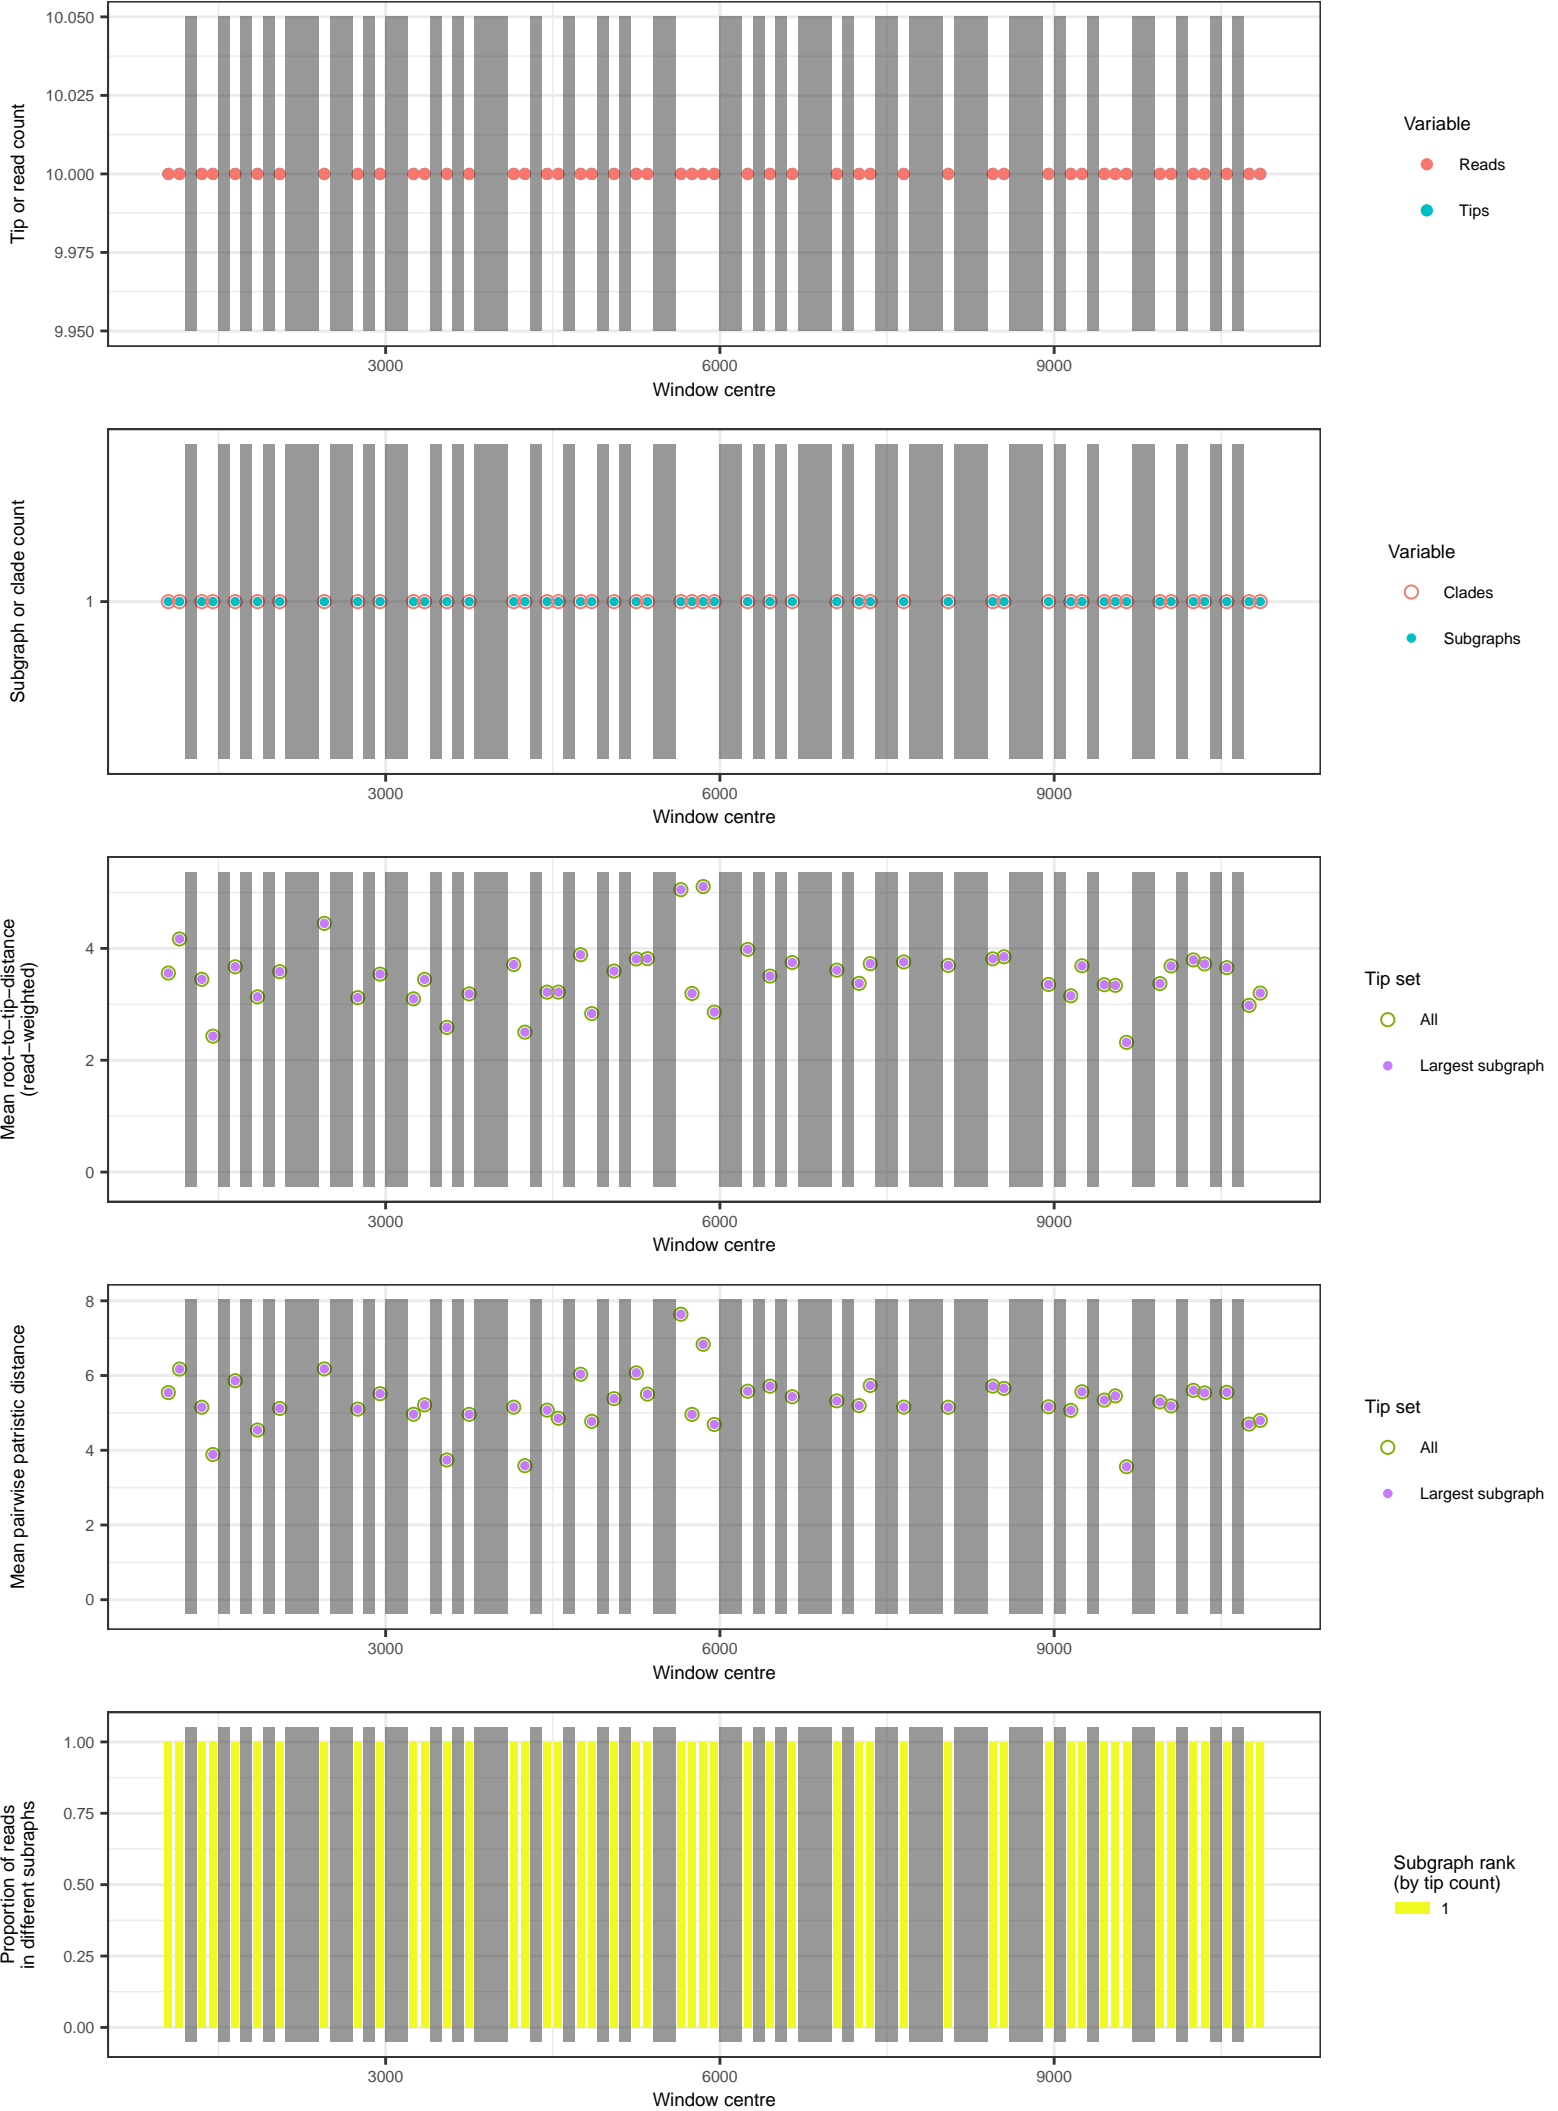 10.050
10.025
10.000
9.975
9.950
Tip or read count
3000
6000
9000
Window centre
Variable
Reads
Tips
1
Subgraph or clade count
3000
6000
9000
Window centre
Variable
Clades
Subgraphs
4
2
0
Mean root−to−tip−distance
(read−weighted)
3000
6000
9000
Window centre
Tip set
All
Largest subgraph
8
6
4
2
0
Mean pairwise patristic distance
3000
6000
9000
Window centre
Tip set
All
Largest subgraph
1.00
0.75
0.50
0.25
0.00
Proportion of reads
in different subraphs
3000
6000
9000
Window centre
Subgraph rank
(by tip count)
1